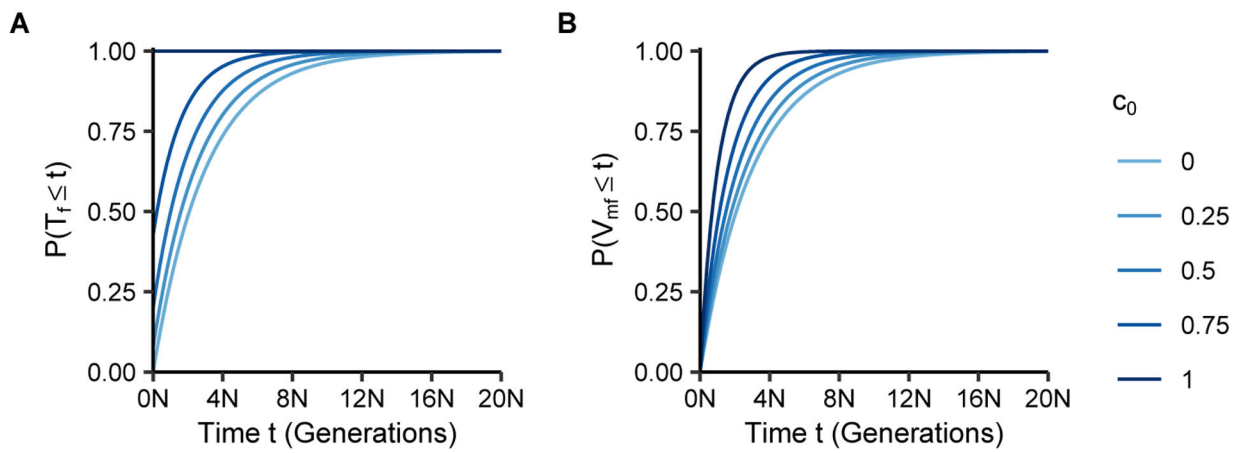 A
P(T_f ≤ t)
1.00
0.75
0.50
0.25
0.00
0N 4N 8N 12N 16N 20N
Time t (Generations)
B
P(V_mf ≤ t)
1.00
0.75
0.50
0.25
0.00
0N 4N 8N 12N 16N 20N
Time t (Generations)
c₀
0
0.25
0.5
0.75
1